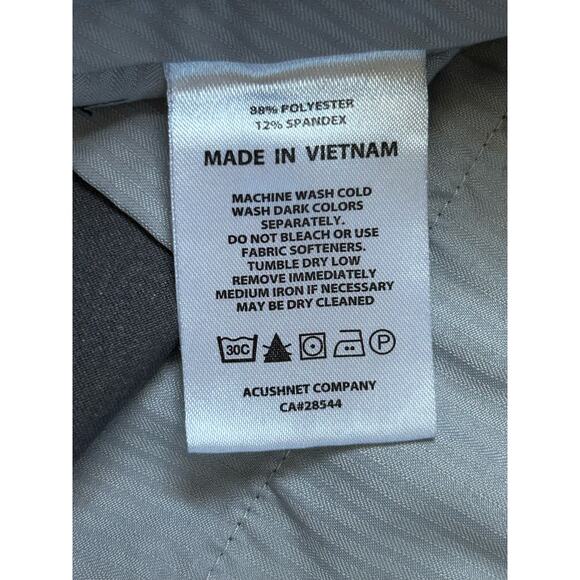 88% POLYESTER
12% SPANDEX
MADE IN VIETNAM
MACHINE WASH COLD
WASH DARK COLORS
SEPARATELY.
DO NOT BLEACH OR USE
FABRIC SOFTENERS.
TUMBLE DRY LOW
REMOVE IMMEDIATELY
MEDIUM IRON IF NECESSARY
MAY BE DRY CLEANED
30C P
ACUSHNET COMPANY
CA#28544